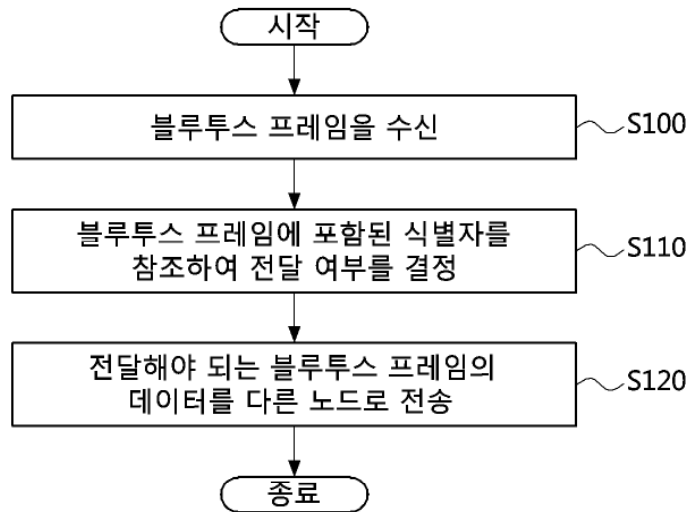 시작
블루투스 프레임을 수신
S100
블루투스 프레임에 포함된 식별자를
참조하여 전달 여부를 결정
S110
전달해야 되는 블루투스 프레임의
데이터를 다른 노드로 전송
S120
종료